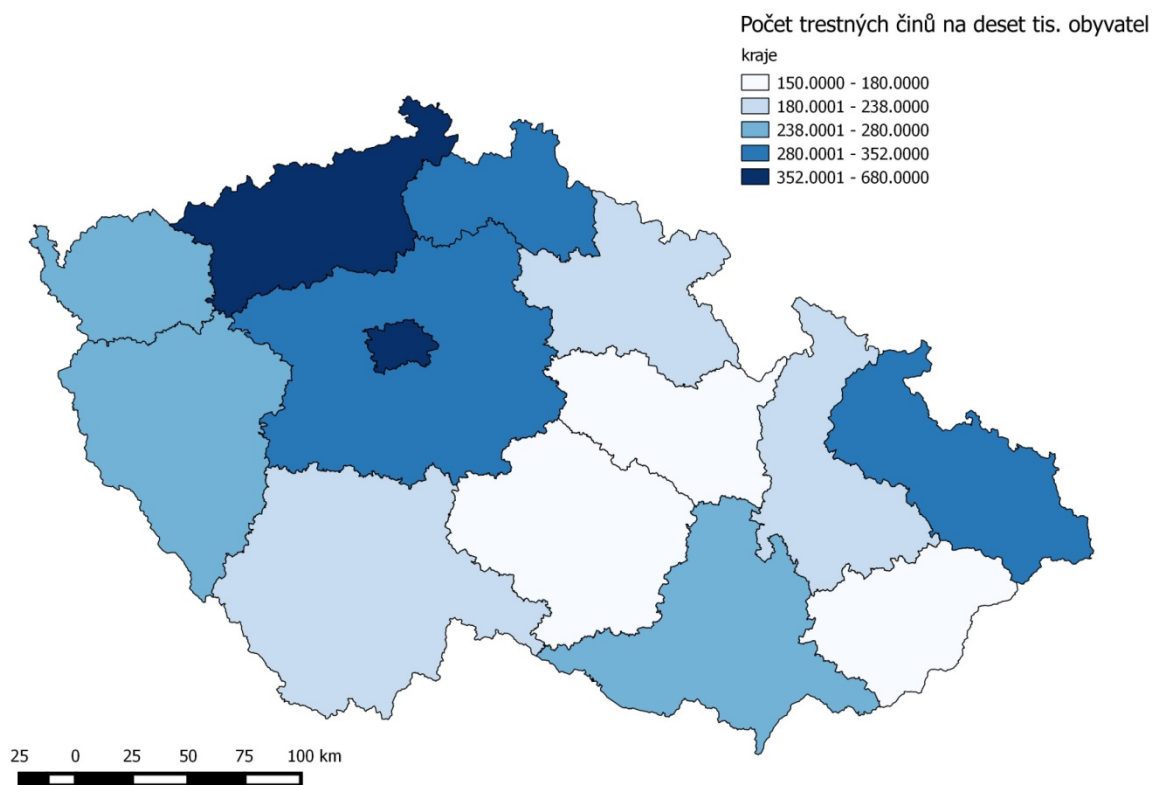 Počet trestných činů na deset tis. obyvatel
kraje
150.0000 - 180.0000
180.0001 - 238.0000
238.0001 - 280.0000
280.0001 - 352.0000
352.0001 - 680.0000
25 0 25 50 75 100 km